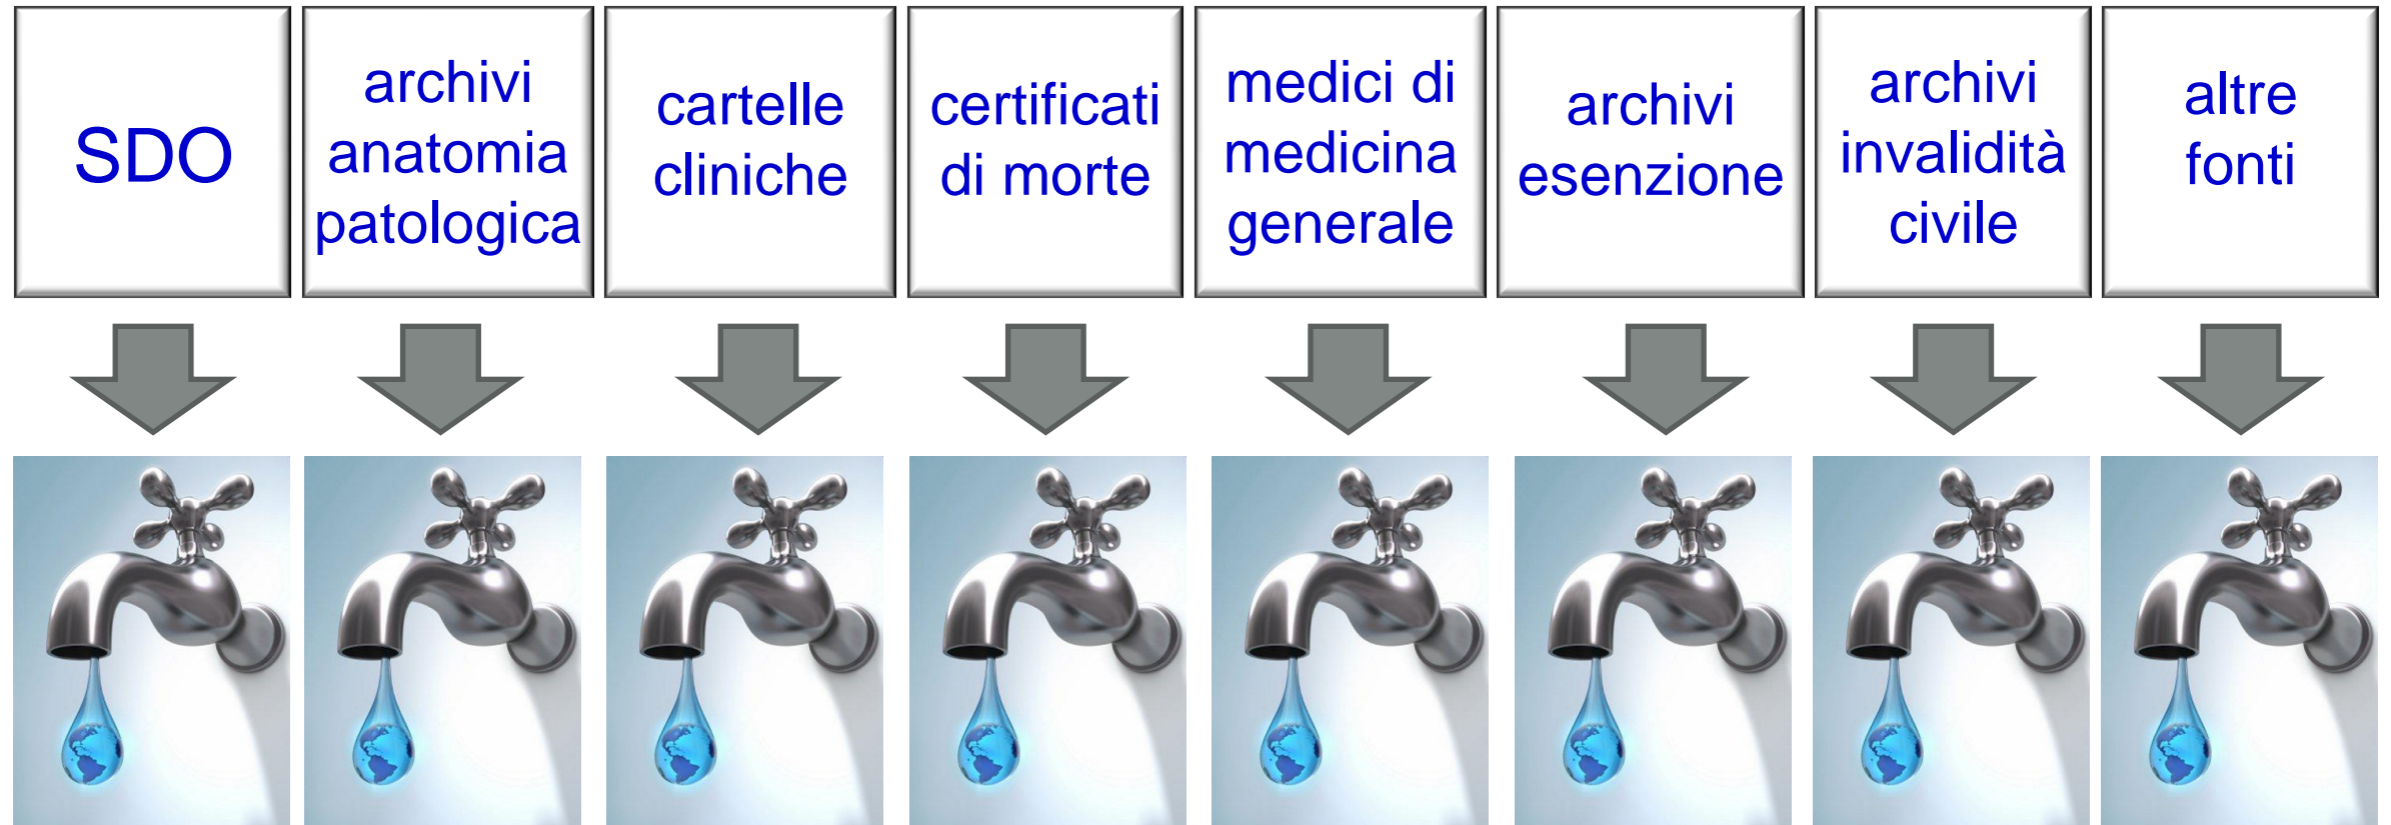 SDO
archivi
anatomia
patologica
cartelle
cliniche
certificati
di morte
medici di
medicina
generale
archivi
esenzione
archivi
invalidità
civile
altre
fonti